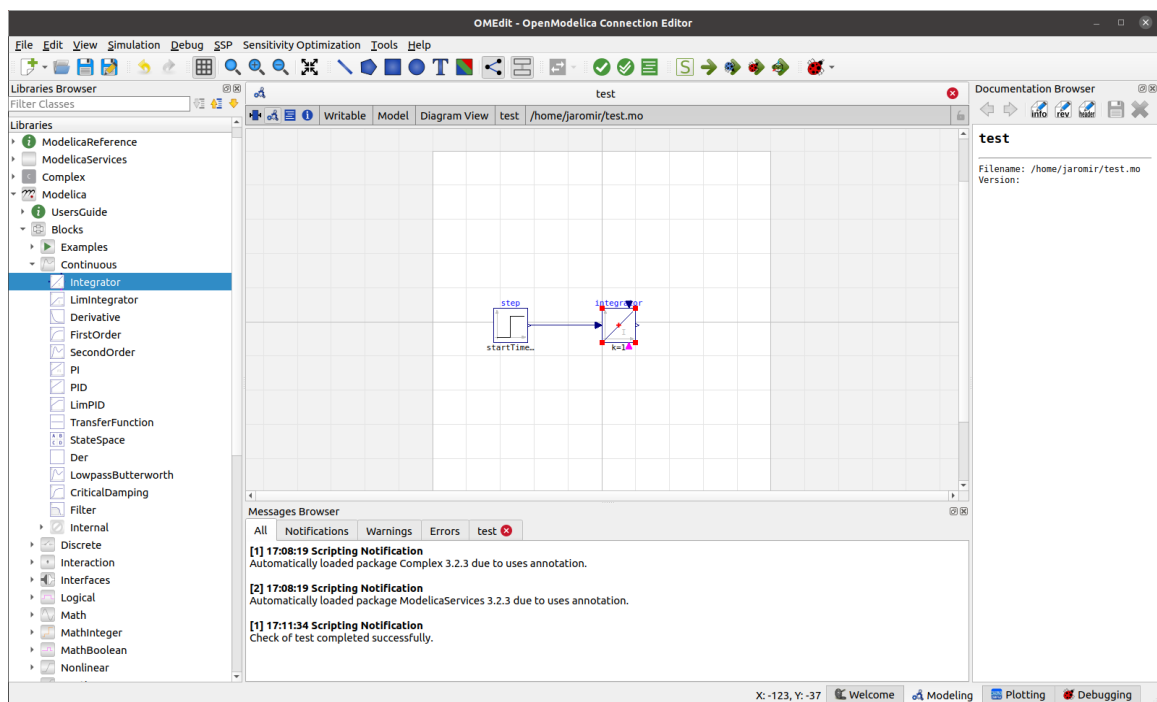 OMEdit - OpenModelica Connection Editor
File Edit View Simulation Debug SSP Sensitivity Optimization Tools Help
Libraries Browser
Filter Classes
Libraries
ModelicaReference
ModelicaServices
Complex
Modelica
UsersGuide
Blocks
Examples
Continuous
Integrator
LimIntegrator
Derivative
FirstOrder
SecondOrder
PI
PID
LimPID
TransferFunction
StateSpace
Der
LowpassButterworth
CriticalDamping
Filter
Internal
Discrete
Interaction
Interfaces
Logical
Math
MathInteger
MathBoolean
Nonlinear
test
Writable Model Diagram View test /home/jaromir/test.mo
step integrator
startTime… k=1
Messages Browser
All Notifications Warnings Errors test
[1] 17:08:19 Scripting Notification
Automatically loaded package Complex 3.2.3 due to uses annotation.
[2] 17:08:19 Scripting Notification
Automatically loaded package ModelicaServices 3.2.3 due to uses annotation.
[1] 17:11:34 Scripting Notification
Check of test completed successfully.
Documentation Browser
info rev header
test
Filename: /home/jaromir/test.mo
Version:
X: -123, Y: -37 Welcome Modeling Plotting Debugging